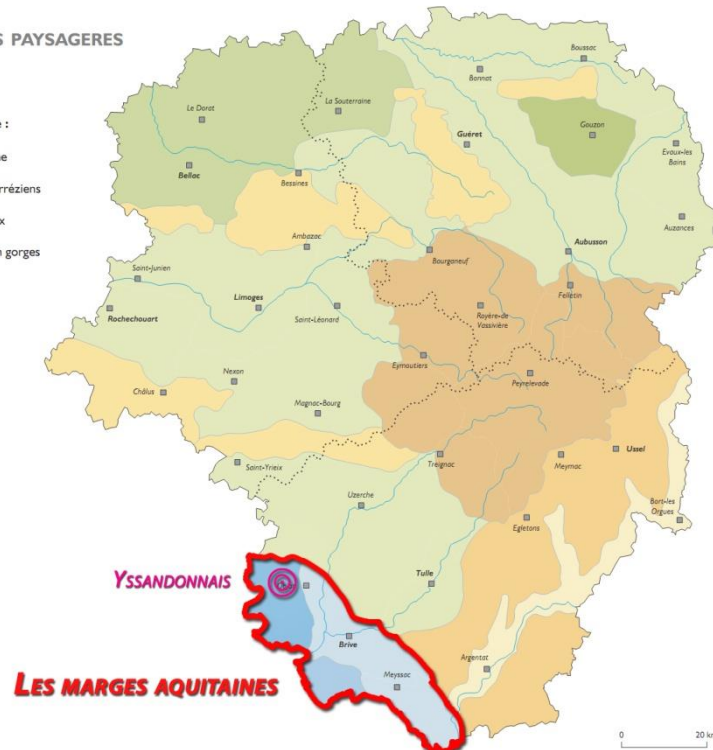 S PAYSAGERES
e :
ne
rréziens
x
n gorges
Boussac
Bonnat
Le Dorat
La Souterraine
Gouzon
Guéret
Evaux-les
Bains
Bellac
Bessines
Auzances
Ambazac
Bourganeuf
Aubusson
Saint-Junien
Felletin
Limoges
Rochechouart
Saint-Léonard
Royère-de
Vassivière
Eymoutiers
Nexon
Peyrelevade
Châlus
Magnac-Bourg
Ussel
Treignac
Meymac
Saint-Yrieix
Uzerche
Bort-les
Orgues
Egletons
YSSANDONNAIS
Tulle
Brive
Argentat
LES MARGES AQUITAINES
Meyssac
0 20 km